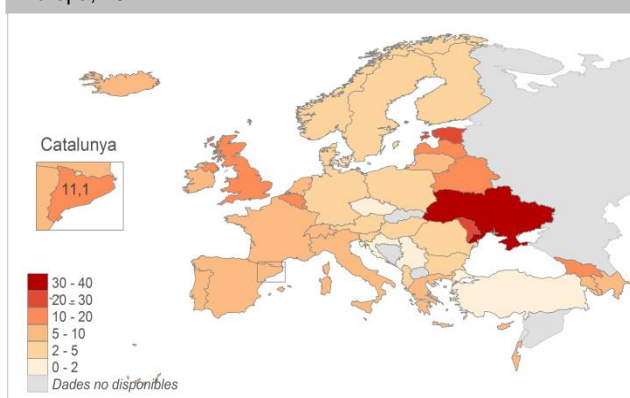 Catalunya
11,1
30 - 40
20 - 30
10 - 20
5 - 10
2 - 5
0 - 2
Dades no disponibles